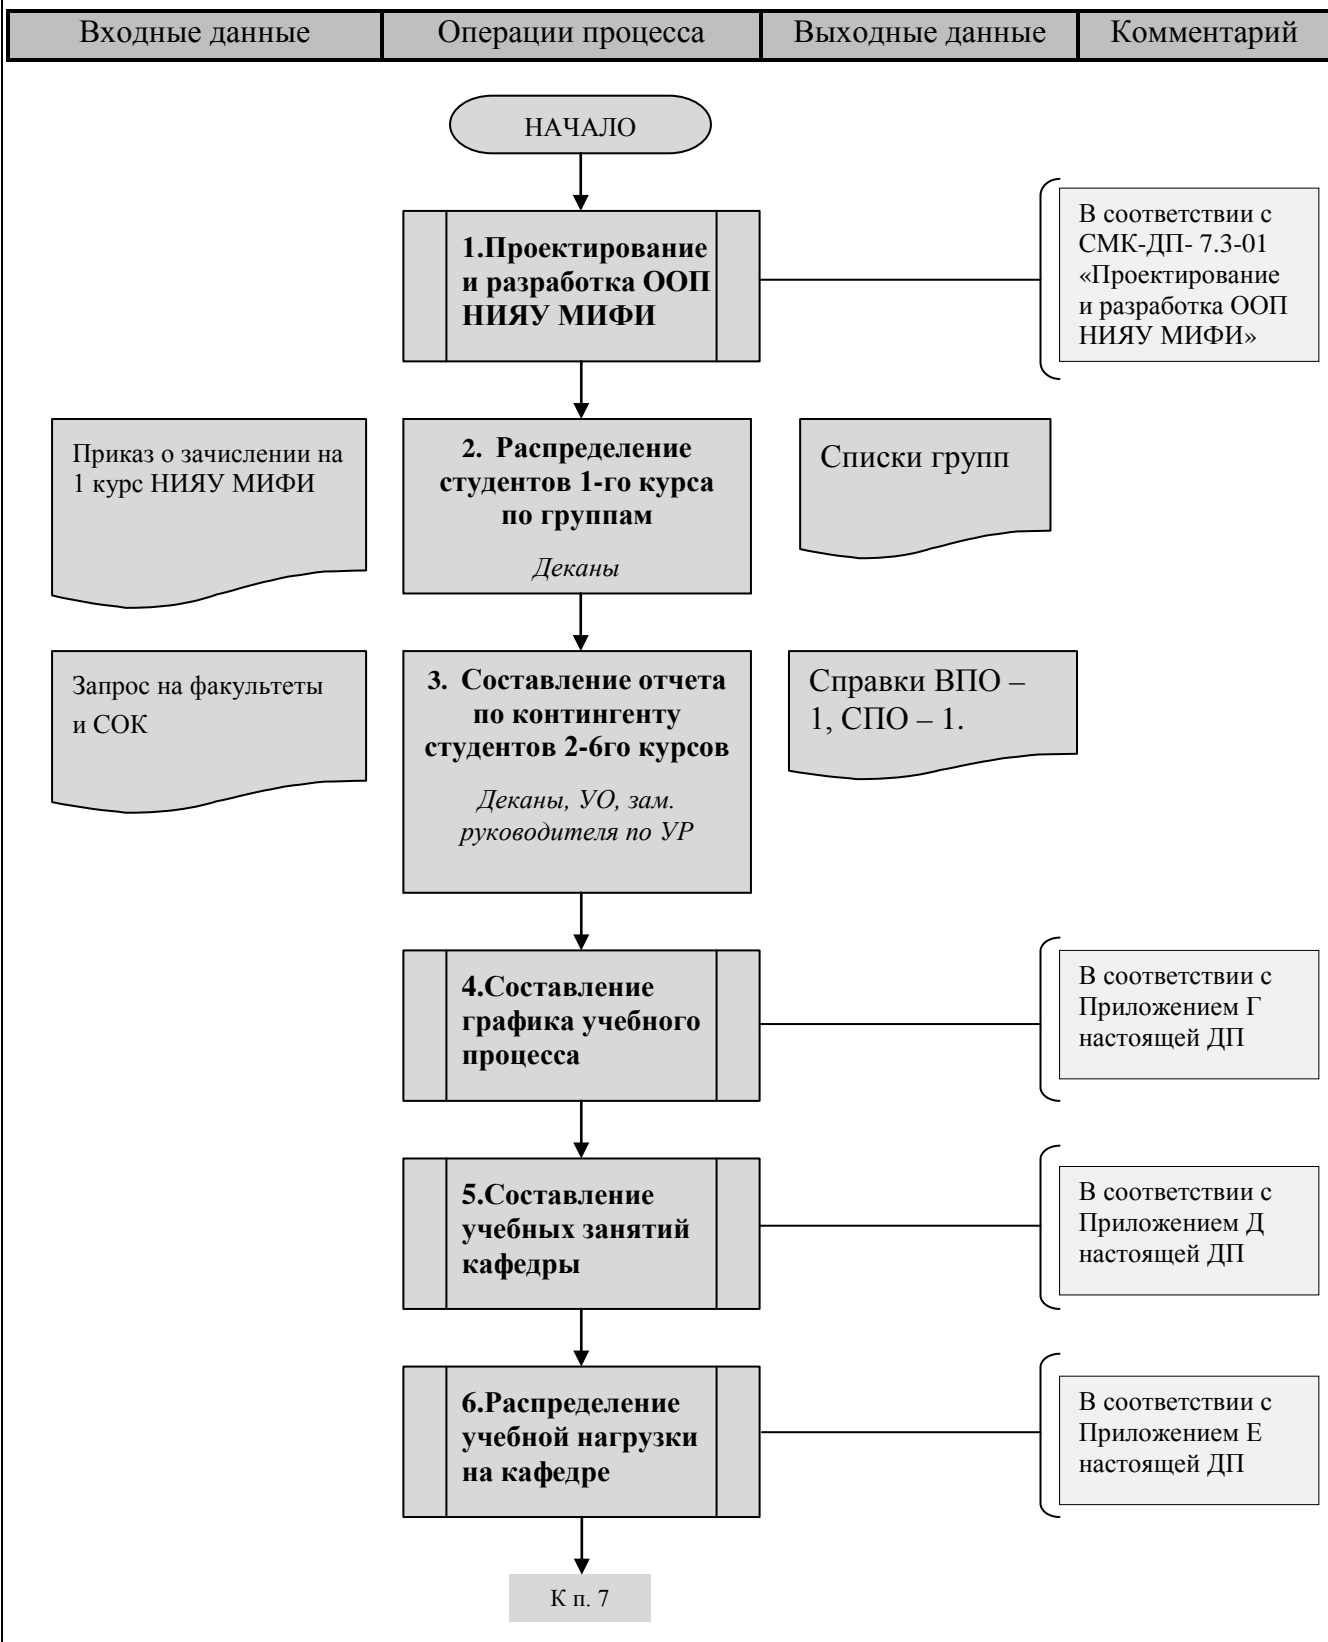 Входные данные
Операции процесса
Выходные данные
Комментарий
НАЧАЛО
1.Проектирование
и разработка ООП
НИЯУ МИФИ
В соответствии с
СМК-ДП- 7.3-01
«Проектирование
и разработка ООП
НИЯУ МИФИ»
Приказ о зачислении на
1 курс НИЯУ МИФИ
2. Распределение
студентов 1-го курса
по группам
Деканы
Списки групп
Запрос на факультеты
и СОК
3. Составление отчета
по контингенту
студентов 2-6го курсов
Деканы, УО, зам.
руководителя по УР
Справки ВПО –
1, СПО – 1.
4.Составление
графика учебного
процесса
В соответствии с
Приложением Г
настоящей ДП
5.Составление
учебных занятий
кафедры
В соответствии с
Приложением Д
настоящей ДП
6.Распределение
учебной нагрузки
на кафедре
В соответствии с
Приложением Е
настоящей ДП
К п. 7